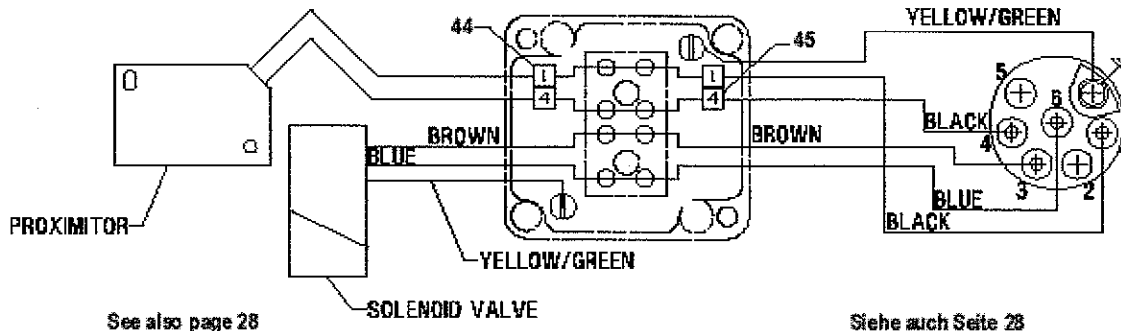 YELLOW/GREEN
44
45
1
1
4
4
5
6
BLACK
4
BROWN
BROWN
BLUE
3
2
BLUE
BLACK
PROXIMITOR
YELLOW/GREEN
SOLENOID VALVE
See also page 28
Siehe auch Seite 28